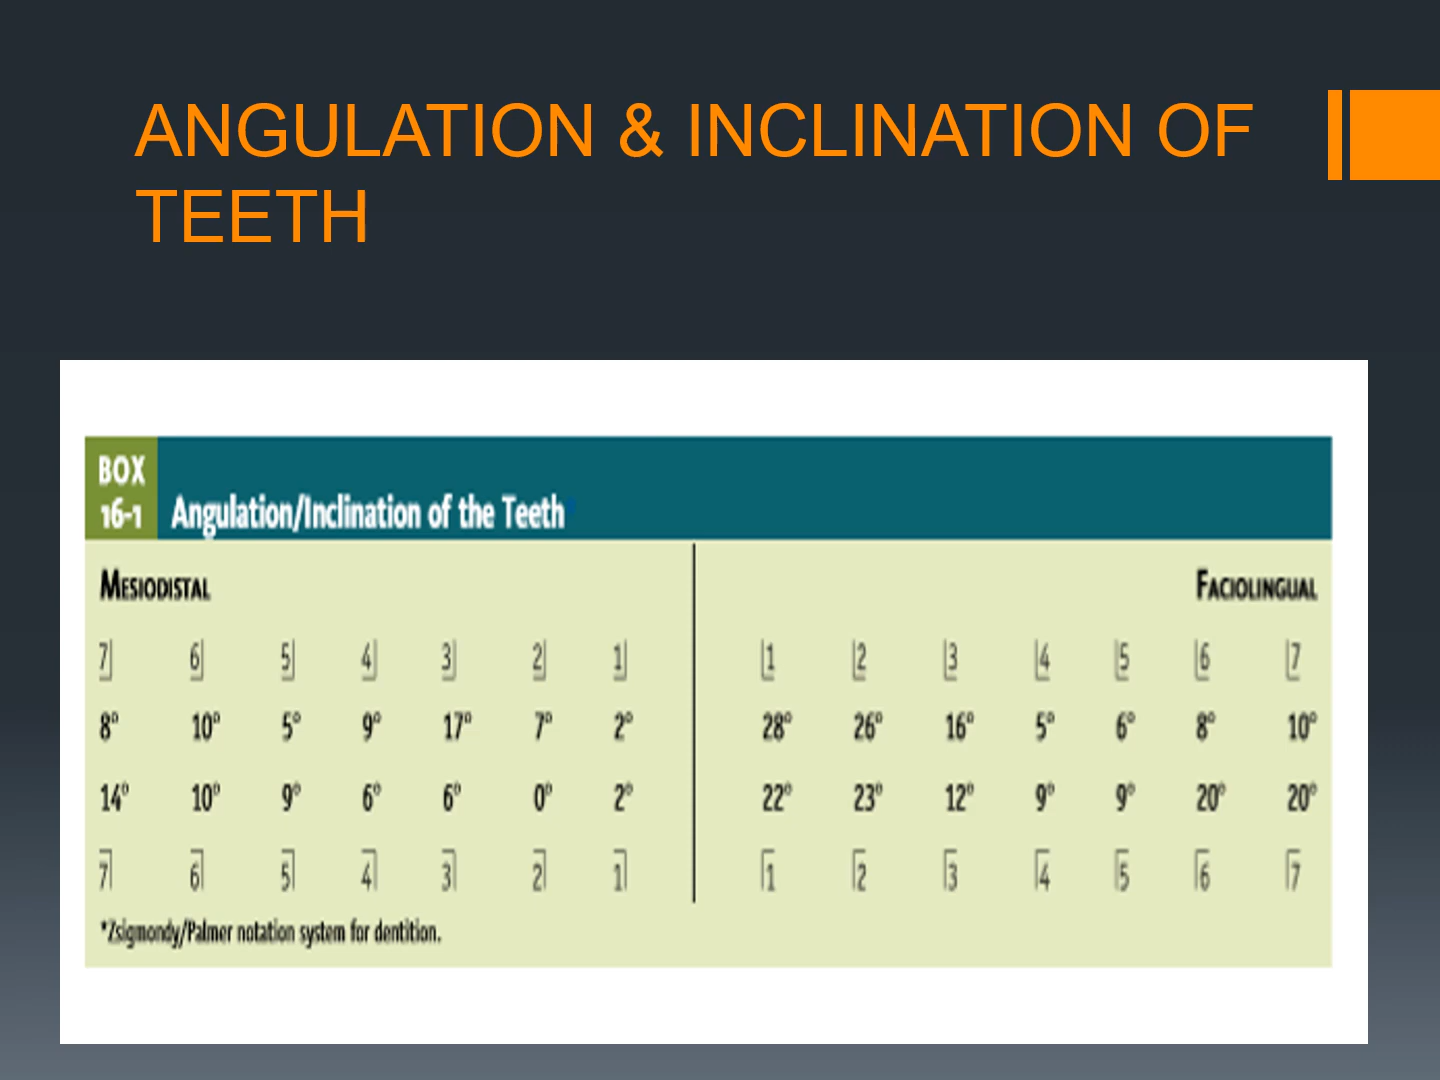 ANGULATION & INCLINATION OF
TEETH
BOX
16-1 Angulation/Inclination of the Teeth
MESIODISTAL FACIOLINGUAL
7 6 5 4 3 2 1 1 2 3 4 5 6 7
8° 10° 5° 9° 17° 7° 2° 28° 26° 16° 5° 6° 8° 10°
14° 10° 9° 6° 6° 0° 2° 22° 23° 12° 9° 9° 20° 20°
7 6 5 4 3 2 1 1 2 3 4 5 6 7
*Zsigmondy/Palmer notation system for dentition.